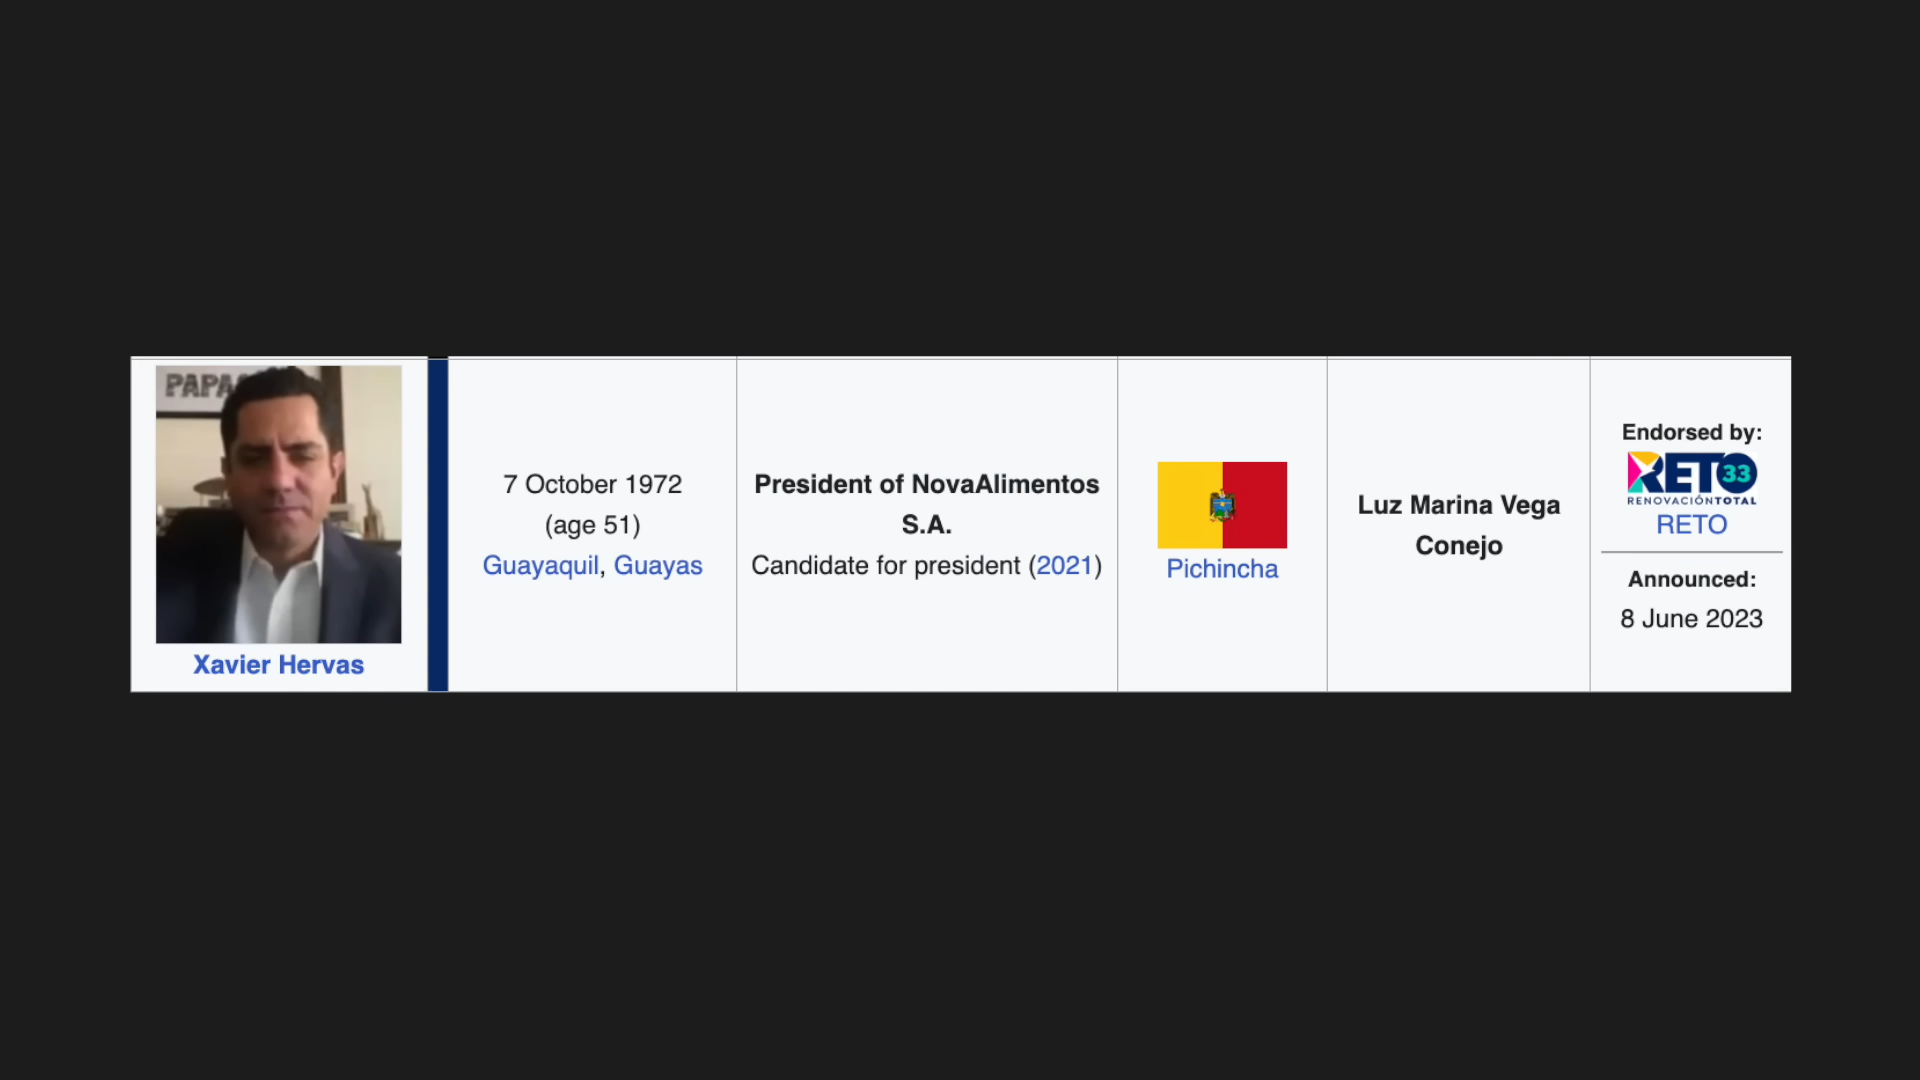 Xavier Hervas
7 October 1972
(age 51)
Guayaquil, Guayas
President of NovaAlimentos
S.A.
Candidate for president (2021)
Pichincha
Luz Marina Vega
Conejo
Endorsed by:
RETO 33
RENOVACIÓNTOTAL
RETO
Announced:
8 June 2023